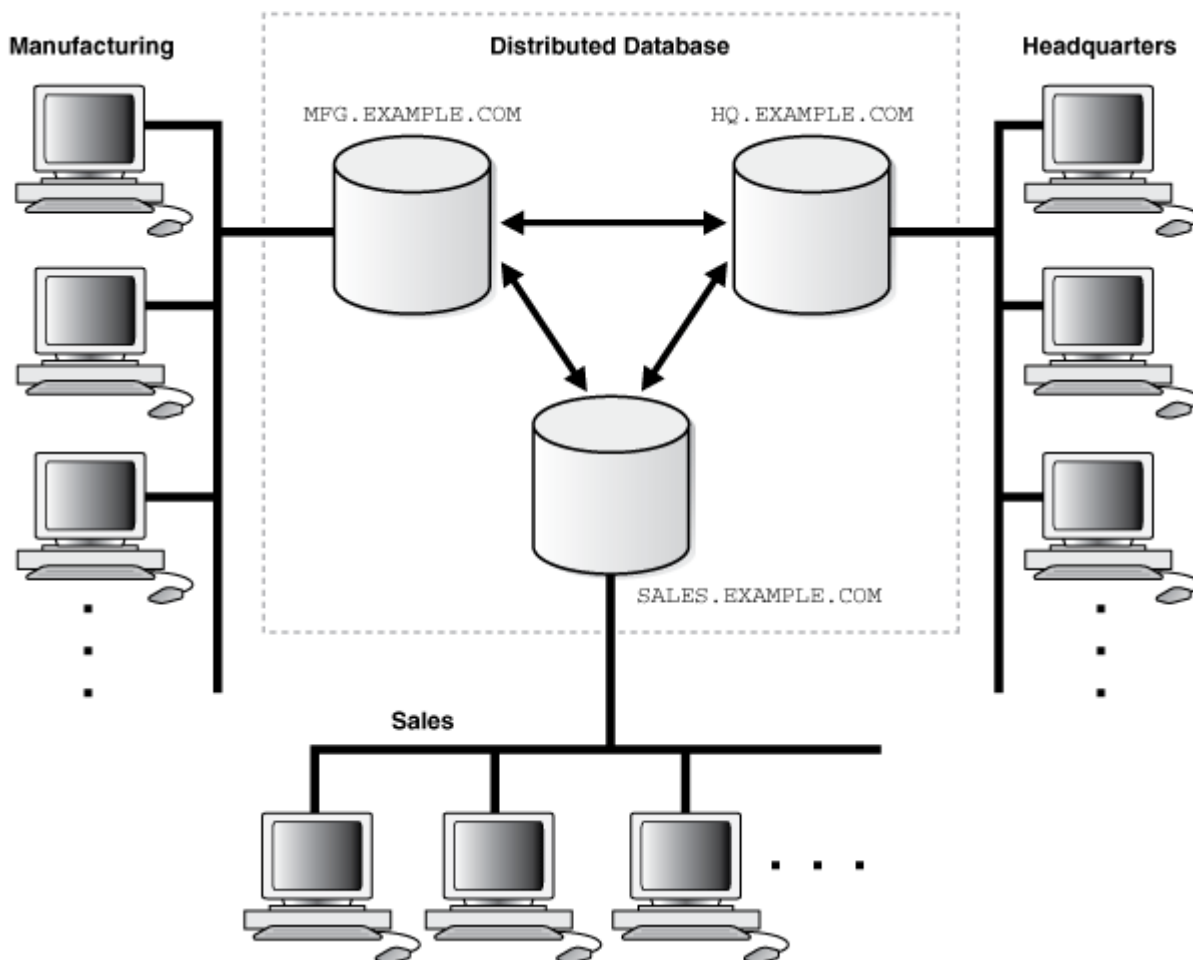 Manufacturing
Distributed Database
Headquarters
MFG.EXAMPLE.COM
HQ.EXAMPLE.COM
SALES.EXAMPLE.COM
Sales